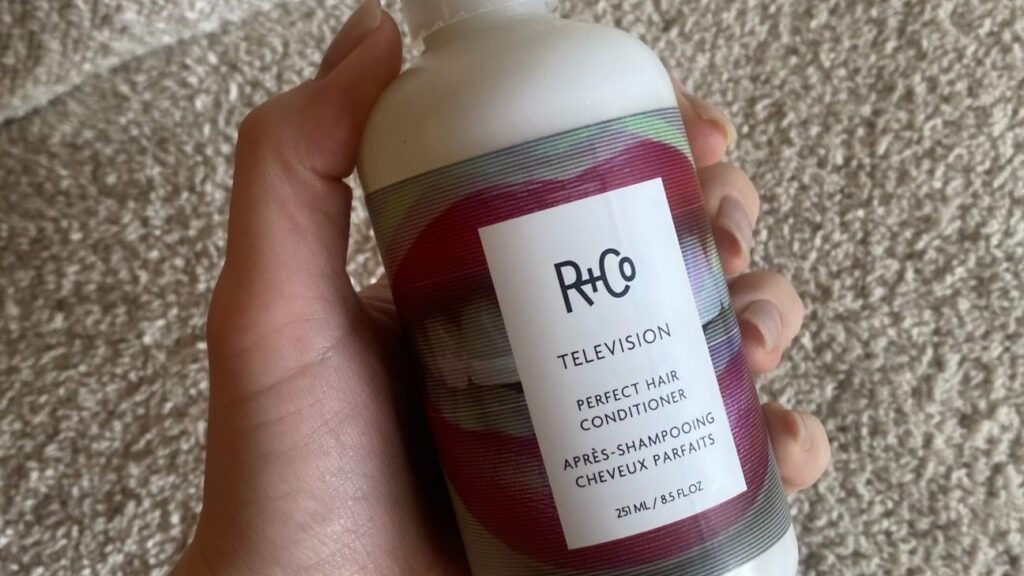 R+Co
TELEVISION
PERFECT HAIR
CONDITIONER
APRÈS-SHAMPOOING
CHEVEUX PARFAITS
251 ML / 8.5 FL.OZ